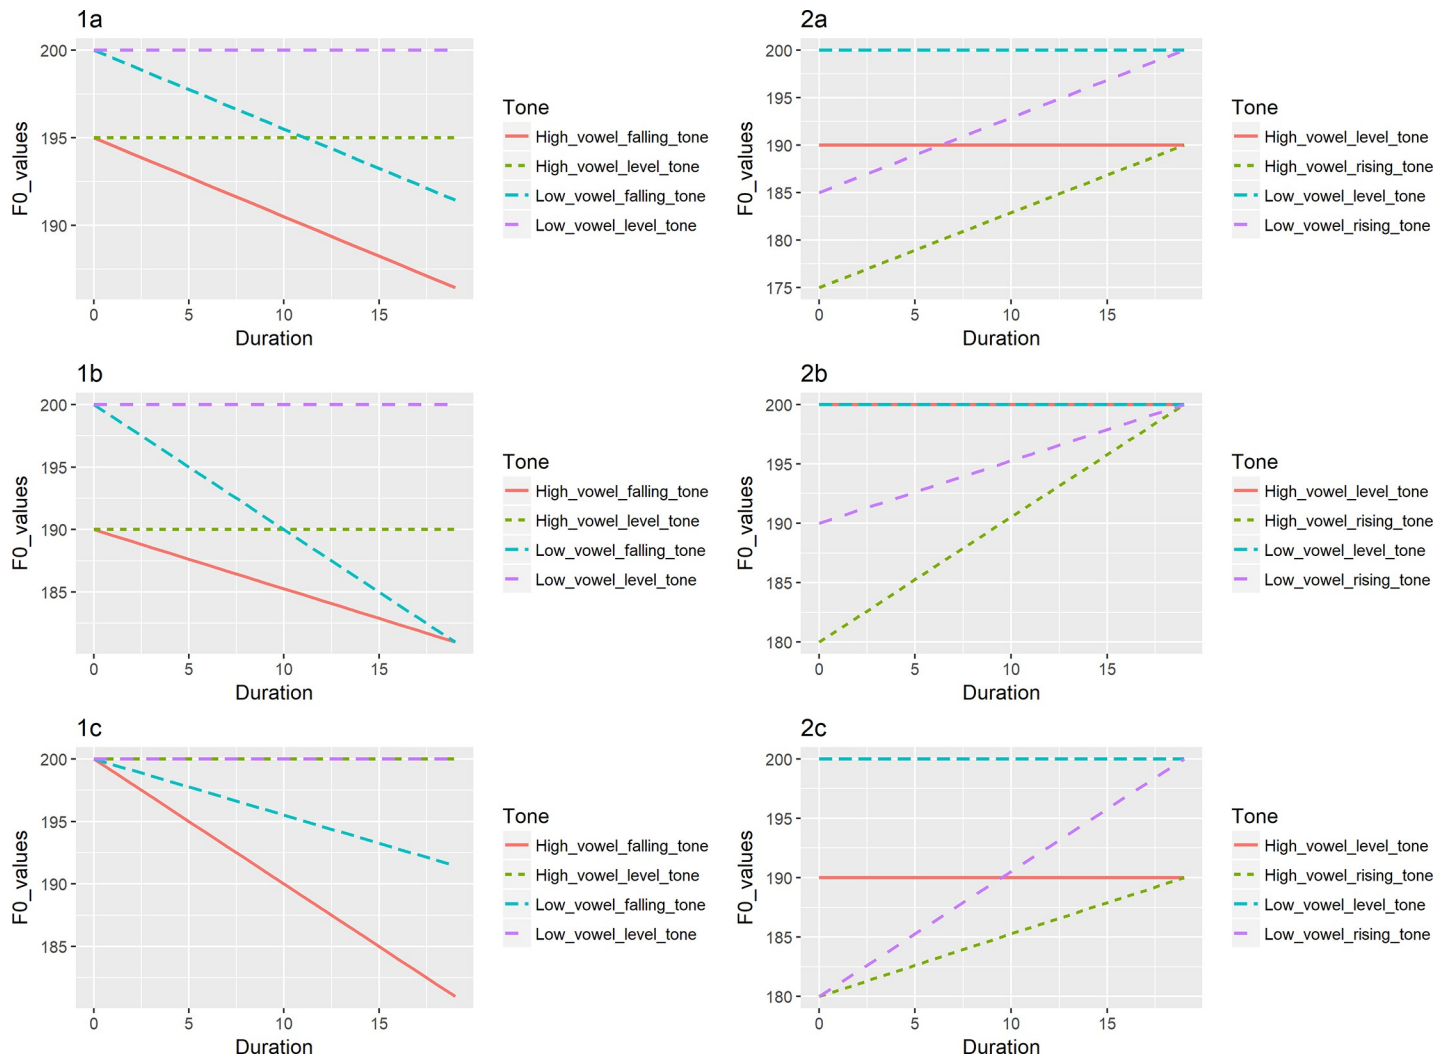 1a
200
195
190
F0_values
0 5 10 15
Duration
Tone
High_vowel_falling_tone
High_vowel_level_tone
Low_vowel_falling_tone
Low_vowel_level_tone
2a
200
195
190
185
180
175
F0_values
0 5 10 15
Duration
Tone
High_vowel_level_tone
High_vowel_rising_tone
Low_vowel_level_tone
Low_vowel_rising_tone
1b
200
195
190
185
F0_values
0 5 10 15
Duration
Tone
High_vowel_falling_tone
High_vowel_level_tone
Low_vowel_falling_tone
Low_vowel_level_tone
2b
200
195
190
185
180
F0_values
0 5 10 15
Duration
Tone
High_vowel_level_tone
High_vowel_rising_tone
Low_vowel_level_tone
Low_vowel_rising_tone
1c
200
195
190
185
F0_values
0 5 10 15
Duration
Tone
High_vowel_falling_tone
High_vowel_level_tone
Low_vowel_falling_tone
Low_vowel_level_tone
2c
200
195
190
185
180
F0_values
0 5 10 15
Duration
Tone
High_vowel_level_tone
High_vowel_rising_tone
Low_vowel_level_tone
Low_vowel_rising_tone